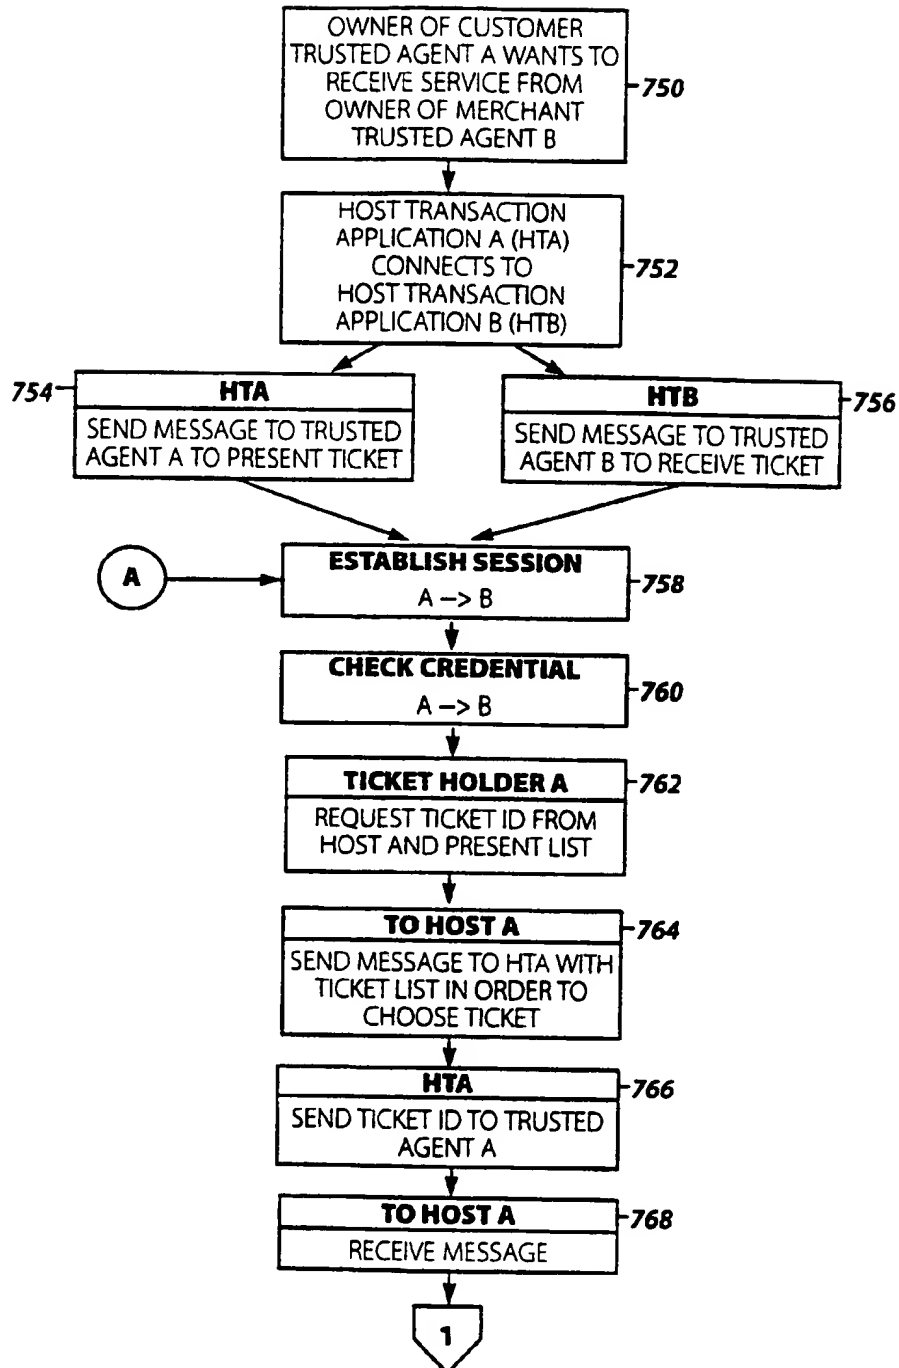 OWNER OF CUSTOMER
TRUSTED AGENT A WANTS TO
RECEIVE SERVICE FROM
OWNER OF MERCHANT
TRUSTED AGENT B
750
HOST TRANSACTION
APPLICATION A (HTA)
CONNECTS TO
HOST TRANSACTION
APPLICATION B (HTB)
752
754
HTA
SEND MESSAGE TO TRUSTED
AGENT A TO PRESENT TICKET
HTB
SEND MESSAGE TO TRUSTED
AGENT B TO RECEIVE TICKET
756
A
ESTABLISH SESSION
A –> B
758
CHECK CREDENTIAL
A –> B
760
TICKET HOLDER A
REQUEST TICKET ID FROM
HOST AND PRESENT LIST
762
TO HOST A
SEND MESSAGE TO HTA WITH
TICKET LIST IN ORDER TO
CHOOSE TICKET
764
HTA
SEND TICKET ID TO TRUSTED
AGENT A
766
TO HOST A
RECEIVE MESSAGE
768
1